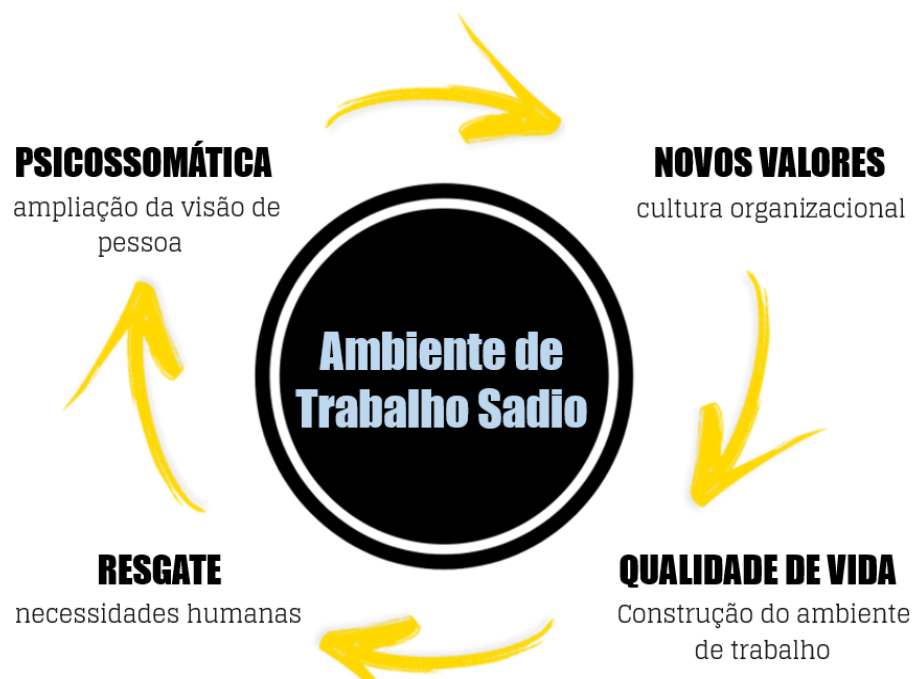 PSICOSSOMÁTICA
ampliação da visão de
pessoa
NOVOS VALORES
cultura organizacional
Ambiente de
Trabalho Sadio
RESGATE
necessidades humanas
QUALIDADE DE VIDA
Construção do ambiente
de trabalho